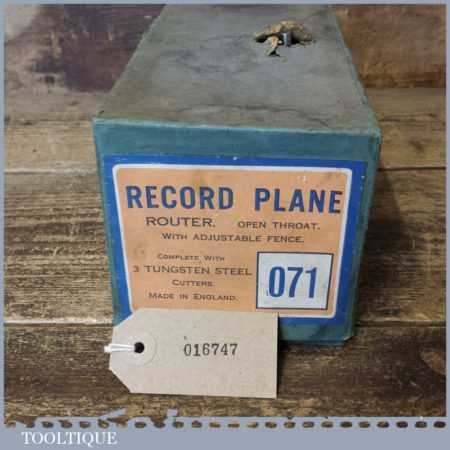 RECORD PLANE
ROUTER. OPEN THROAT.
WITH ADJUSTABLE FENCE.
COMPLETE WITH
3 TUNGSTEN STEEL
CUTTERS.
MADE IN ENGLAND.
071
016747
TOOLTIQUE